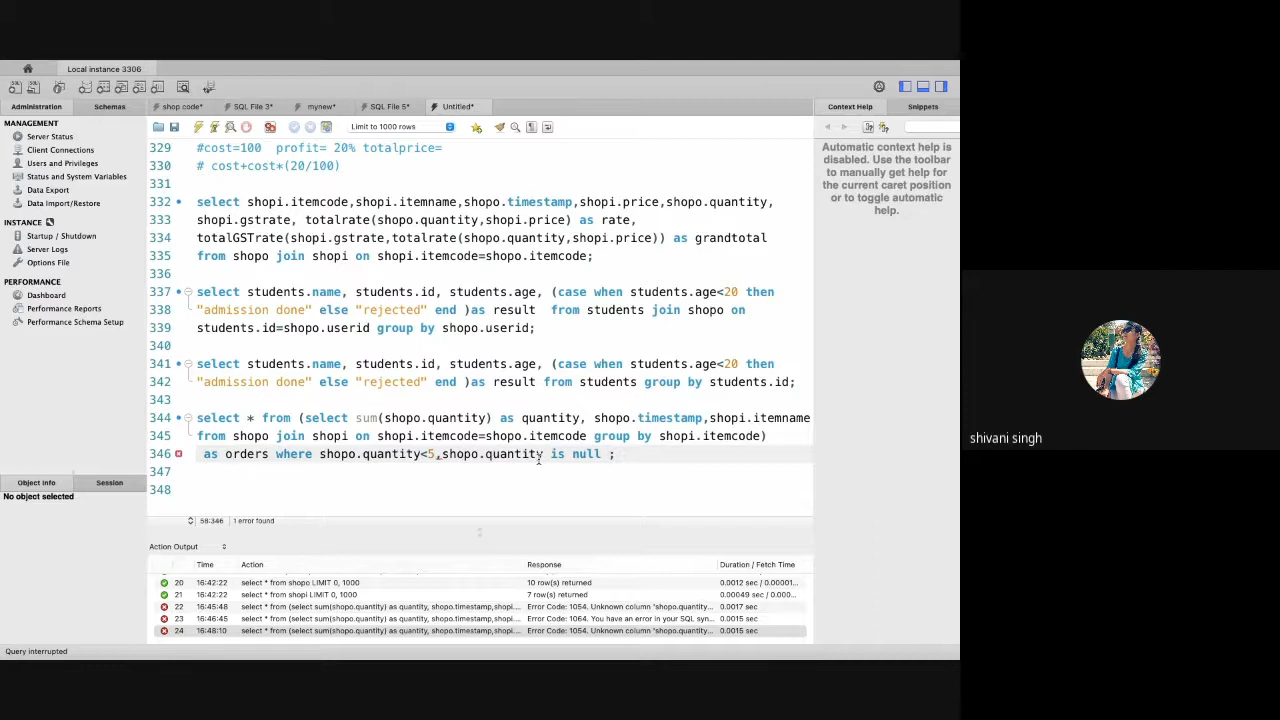 Local instance 3306
Administration
Schemas
shop code*
SQL File 3*
mynew*
SQL File 5*
Untitled*
Context Help
Snippets
MANAGEMENT
Server Status
Client Connections
Users and Privileges
Status and System Variables
Data Export
Data Import/Restore
INSTANCE
Startup / Shutdown
Server Logs
Options File
PERFORMANCE
Dashboard
Performance Reports
Performance Schema Setup
Object Info
Session
No object selected
Limit to 1000 rows
329 #cost=100 profit= 20% totalprice=
330 # cost+cost*(20/100)
331
332 select shopi.itemcode,shopi.itemname,shopo.timestamp,shopi.price,shopo.quantity,
333 shopi.gstrate, totalrate(shopo.quantity,shopi.price) as rate,
334 totalGSTrate(shopi.gstrate,totalrate(shopo.quantity,shopi.price)) as grandtotal
335 from shopo join shopi on shopi.itemcode=shopo.itemcode;
336
337 select students.name, students.id, students.age, (case when students.age<20 then
338 "admission done" else "rejected" end )as result from students join shopo on
339 students.id=shopo.userid group by shopo.userid;
340
341 select students.name, students.id, students.age, (case when students.age<20 then
342 "admission done" else "rejected" end )as result from students group by students.id;
343
344 select * from (select sum(shopo.quantity) as quantity, shopo.timestamp,shopi.itemname
345 from shopo join shopi on shopi.itemcode=shopo.itemcode group by shopi.itemcode)
346 as orders where shopo.quantity<5,shopo.quantity is null ;
347
348
58:346 1 error found
Action Output
Time Action Response Duration / Fetch Time
20 16:42:22 select * from shopo LIMIT 0, 1000 10 row(s) returned 0.0012 sec / 0.00001...
21 16:42:22 select * from shopi LIMIT 0, 1000 7 row(s) returned 0.00049 sec / 0.000...
22 16:45:48 select * from (select sum(shopo.quantity) as quantity, shopo.timestamp,shopi.... Error Code: 1054. Unknown column 'shopo.quantity... 0.0017 sec
23 16:46:45 select * from (select sum(shopo.quantity) as quantity, shopo.timestamp,shopi.... Error Code: 1064. You have an error in your SQL syn... 0.0015 sec
24 16:48:10 select * from (select sum(shopo.quantity) as quantity, shopo.timestamp,shopi.... Error Code: 1054. Unknown column 'shopo.quantity... 0.0015 sec
Query interrupted
Automatic context help is
disabled. Use the toolbar
to manually get help for
the current caret position
or to toggle automatic
help.
shivani singh